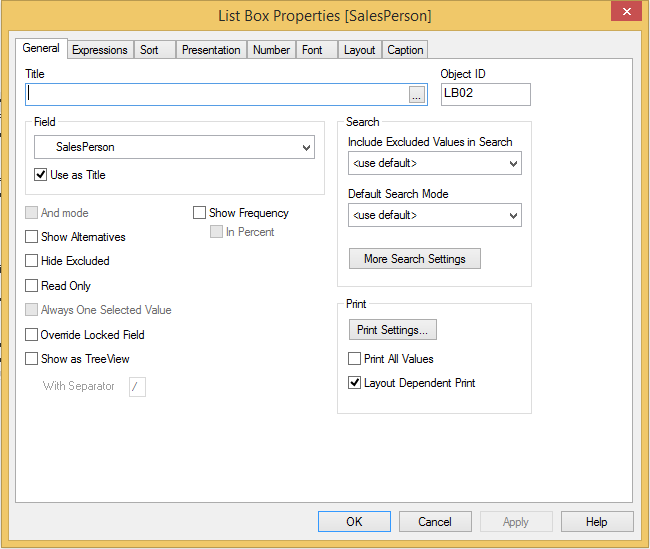 List Box Properties [SalesPerson]
General Expressions Sort Presentation Number Font Layout Caption
Title
Object ID
...
LB02
Field
SalesPerson
Use as Title
Search
Include Excluded Values in Search
<use default>
Default Search Mode
<use default>
More Search Settings
And mode
Show Frequency
In Percent
Show Alternatives
Hide Excluded
Read Only
Always One Selected Value
Override Locked Field
Show as TreeView
With Separator /
Print
Print Settings...
Print All Values
Layout Dependent Print
OK Cancel Apply Help